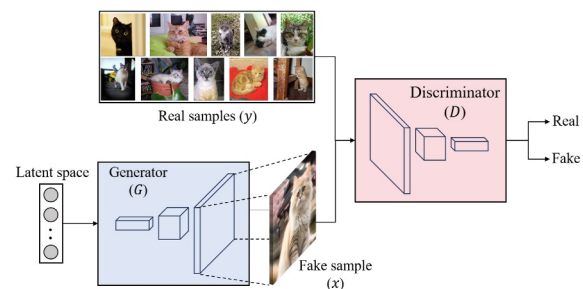 Real samples (y)
Discriminator
(D)
Real
Fake
Latent space
Generator
(G)
Fake sample
(x)